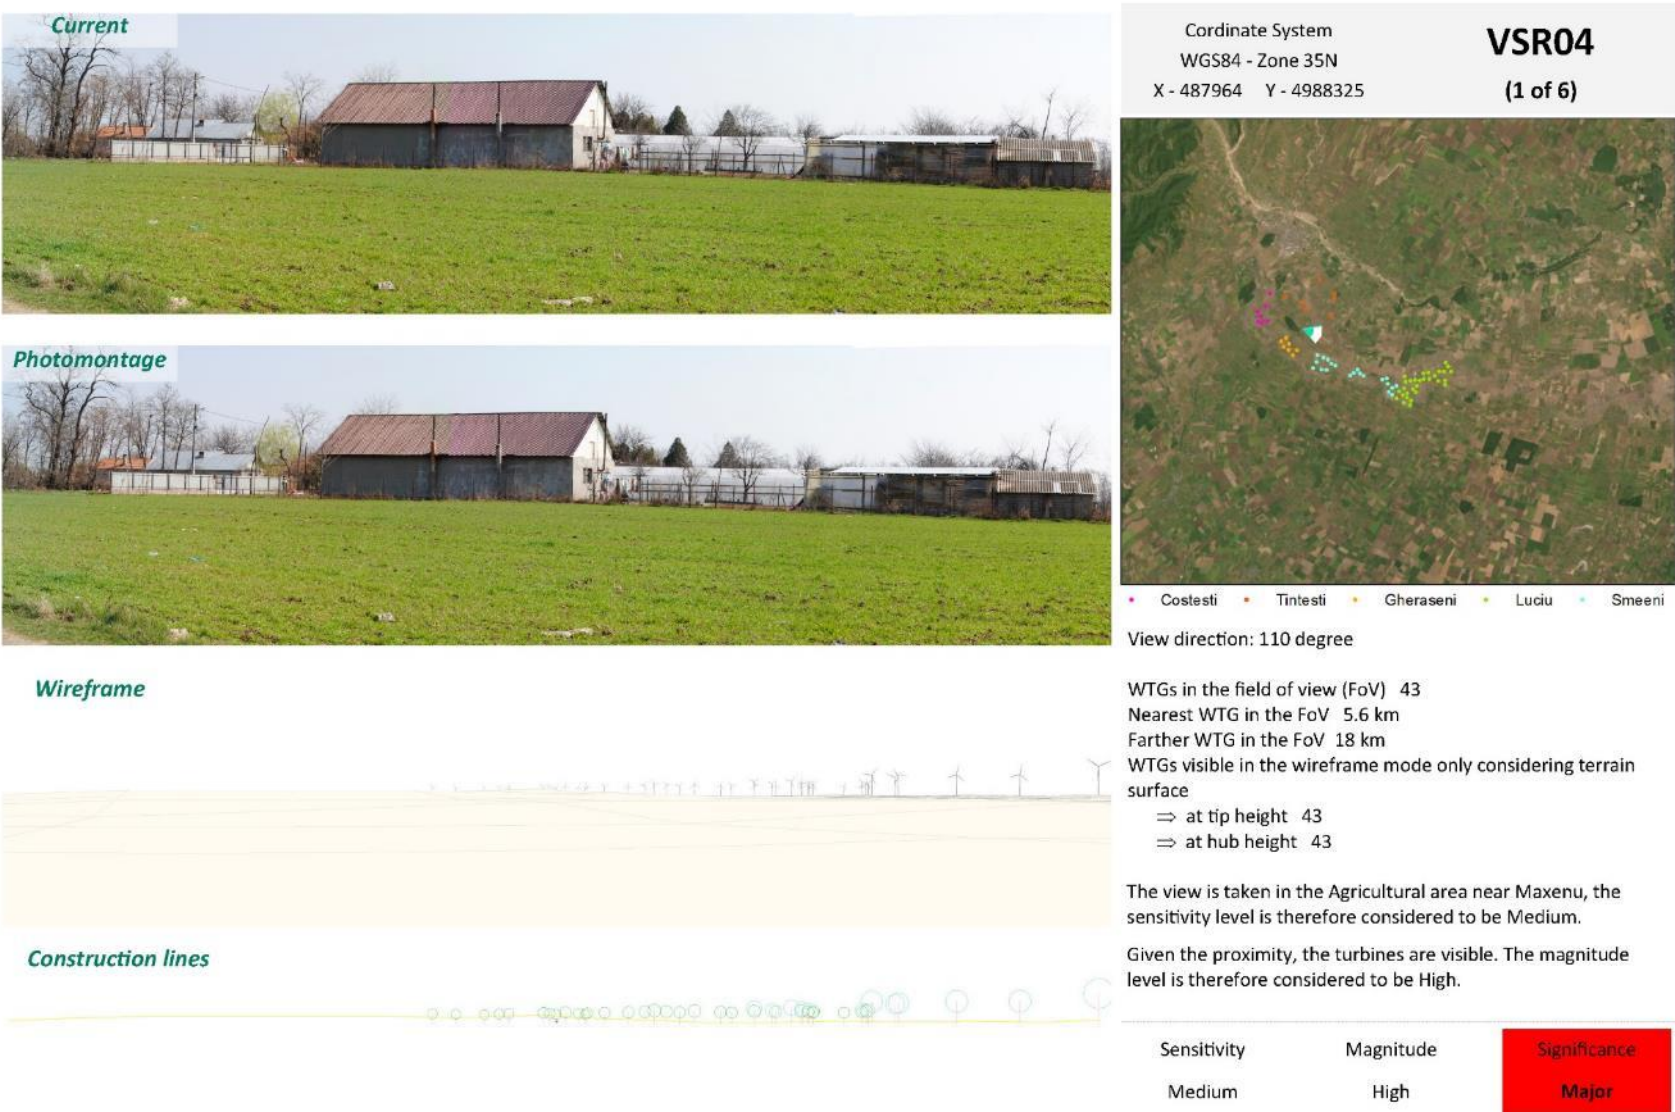 Current
Photomontage
Wireframe
Construction lines
Cordinate System
WGS84 - Zone 35N
X - 487964 Y - 4988325
VSR04
(1 of 6)
Costesti Tintesti Gheraseni Luciu Smeeni
View direction: 110 degree
WTGs in the field of view (FoV) 43
Nearest WTG in the FoV 5.6 km
Farther WTG in the FoV 18 km
WTGs visible in the wireframe mode only considering terrain
surface
⇒ at tip height 43
⇒ at hub height 43
The view is taken in the Agricultural area near Maxenu, the
sensitivity level is therefore considered to be Medium.
Given the proximity, the turbines are visible. The magnitude
level is therefore considered to be High.
Sensitivity Magnitude Significance
Medium High Major